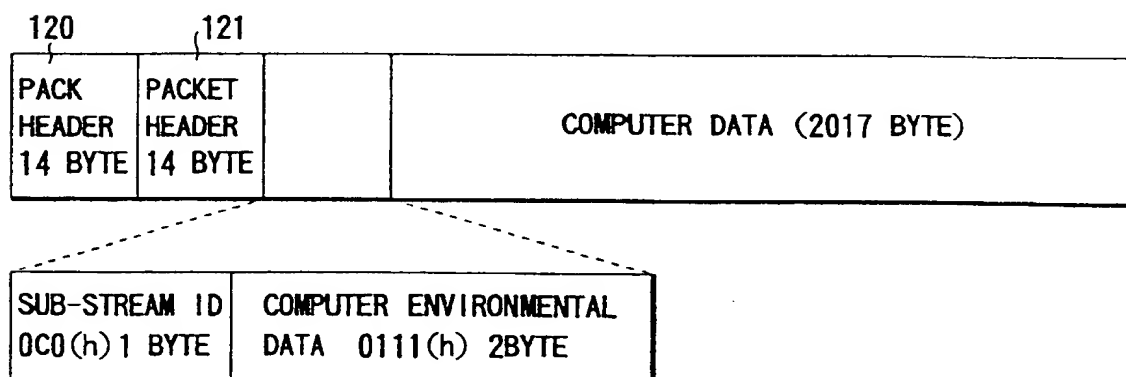 120
121
PACK
HEADER
14 BYTE
PACKET
HEADER
14 BYTE
COMPUTER DATA (2017 BYTE)
SUB-STREAM ID
0C0(h) 1 BYTE
COMPUTER ENVIRONMENTAL
DATA 0111(h) 2BYTE